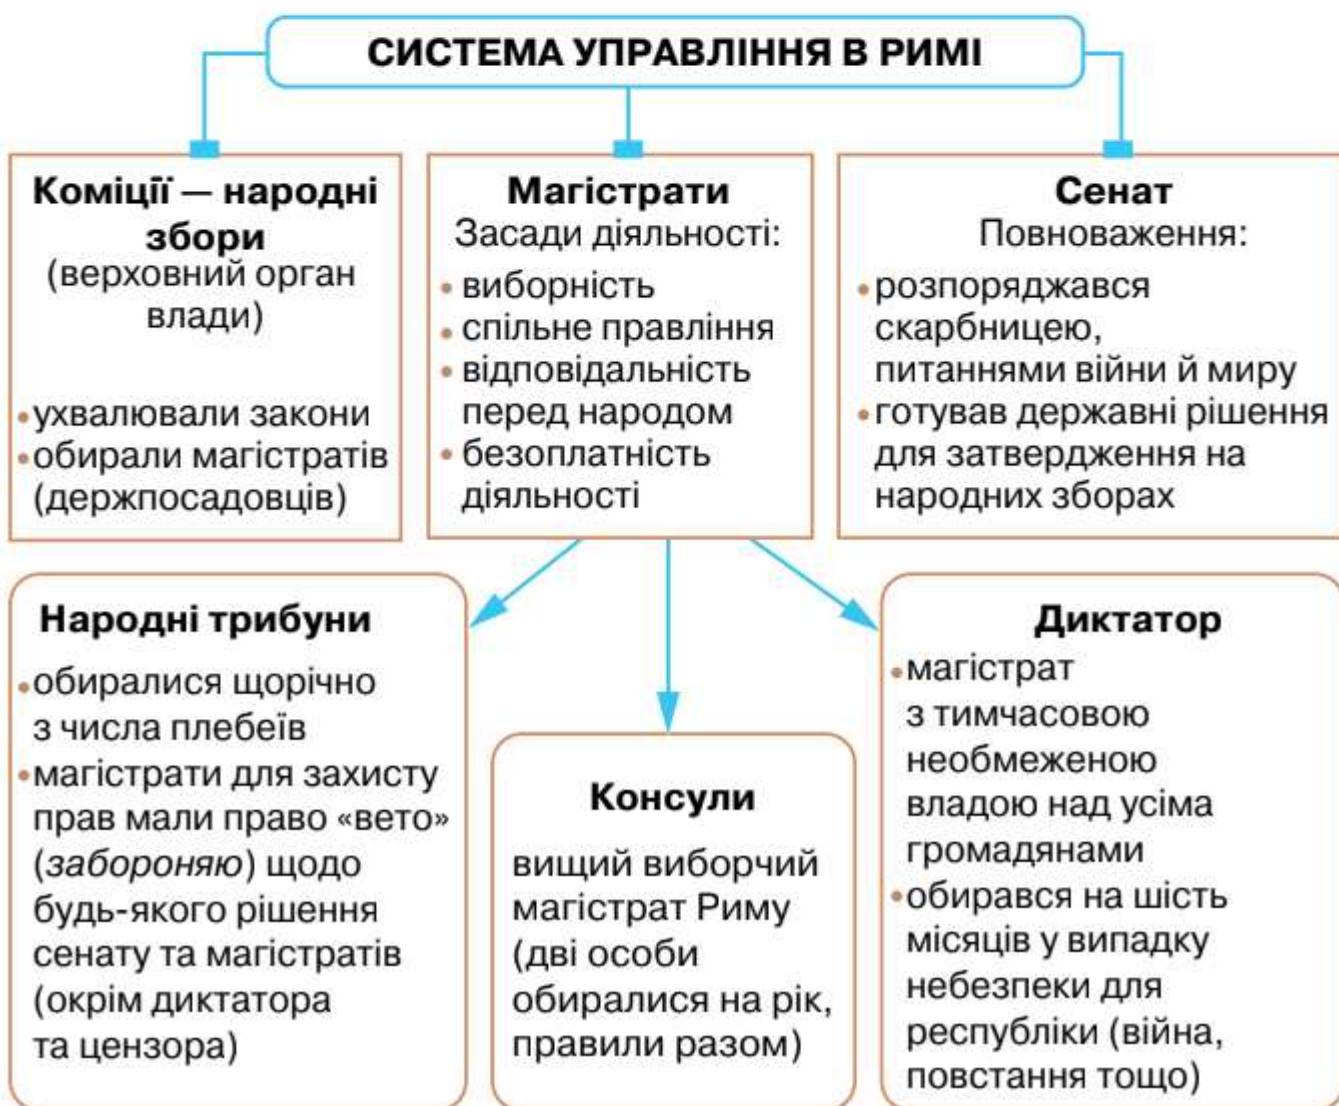 СИСТЕМА УПРАВЛІННЯ В РИМІ
Коміції — народні
збори
(верховний орган
влади)
• ухвалювали закони
• обирали магістратів
(держпосадовців)
Магістрати
Засади діяльності:
• виборність
• спільне правління
• відповідальність
перед народом
• безоплатність
діяльності
Сенат
Повноваження:
• розпоряджався
скарбницею,
питаннями війни й миру
• готував державні рішення
для затвердження на
народних зборах
Народні трибуни
• обиралися щорічно
з числа плебеїв
• магістрати для захисту
прав мали право «вето»
(забороняю) щодо
будь-якого рішення
сенату та магістратів
(окрім диктатора
та цензора)
Консули
вищий виборчий
магістрат Риму
(дві особи
обиралися на рік,
правили разом)
Диктатор
• магістрат
з тимчасовою
необмеженою
владою над усіма
громадянами
• обирався на шість
місяців у випадку
небезпеки для
республіки (війна,
повстання тощо)